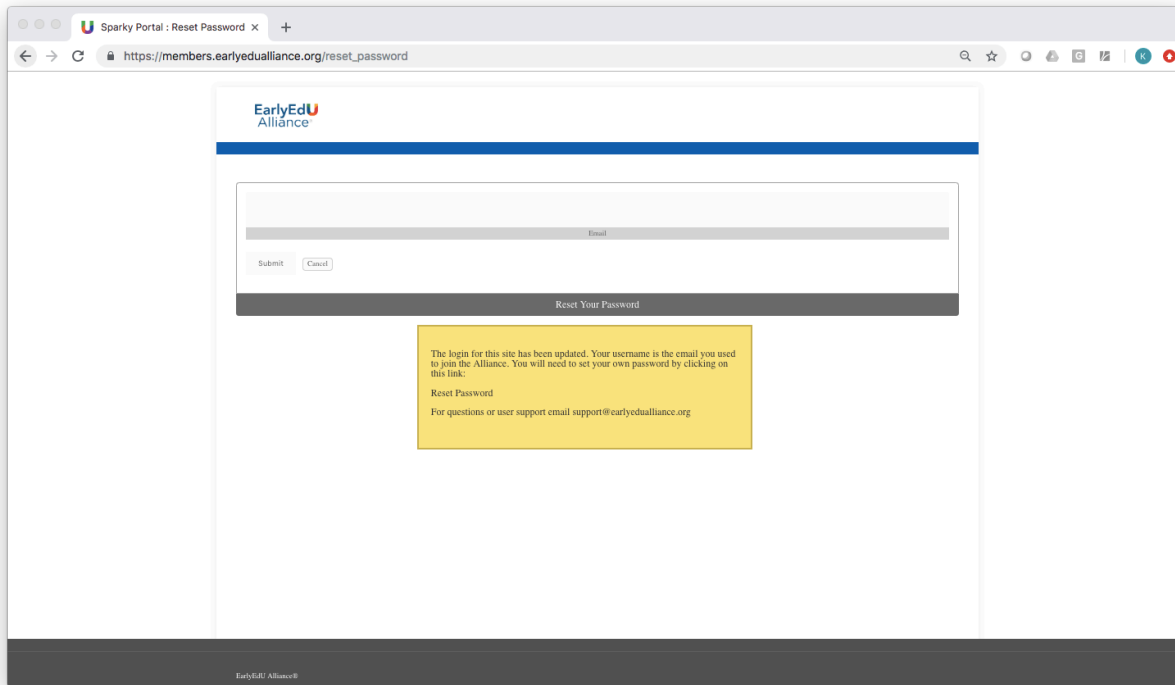 Sparky Portal : Reset Password
https://members.earlyedualliance.org/reset_password
G
K
EarlyEdU
Alliance®
Email
Submit
Cancel
Reset Your Password
The login for this site has been updated. Your username is the email you used
to join the Alliance. You will need to set your own password by clicking on
this link:
Reset Password
For questions or user support email support@earlyedualliance.org
EarlyEdU Alliance®